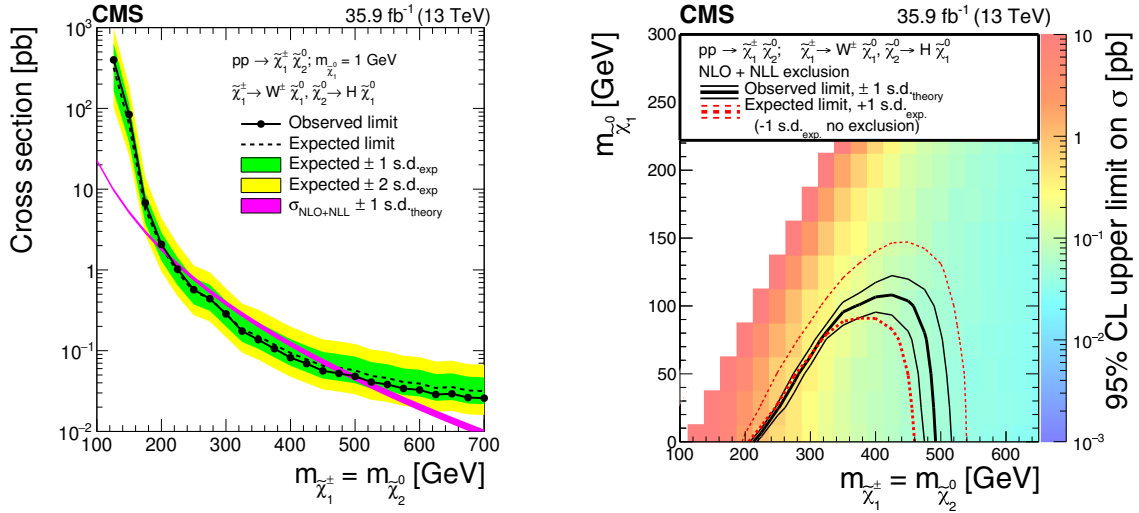 CMS 35.9 fb⁻¹ (13 TeV)
Cross section [pb]
10³
10²
10
1
10⁻¹
10⁻²
pp → χ̃₁± χ̃₂⁰; m_χ̃₁⁰ = 1 GeV
χ̃₁± → W± χ̃₁⁰, χ̃₂⁰ → H χ̃₁⁰
Observed limit
Expected limit
Expected ± 1 s.d.exp
Expected ± 2 s.d.exp
σNLO+NLL ± 1 s.d.theory
100 200 300 400 500 600 700
m_χ̃₁± = m_χ̃₂⁰ [GeV]
CMS 35.9 fb⁻¹ (13 TeV)
m_χ̃₁⁰ [GeV]
300
250
200
150
100
50
0
pp → χ̃₁± χ̃₂⁰; χ̃₁± → W± χ̃₁⁰, χ̃₂⁰ → H χ̃₁⁰
NLO + NLL exclusion
Observed limit, ± 1 s.d.theory
Expected limit, +1 s.d.exp.
(-1 s.d.exp. no exclusion)
100 200 300 400 500 600
m_χ̃₁± = m_χ̃₂⁰ [GeV]
10
1
10⁻¹
10⁻²
10⁻³
95% CL upper limit on σ [pb]